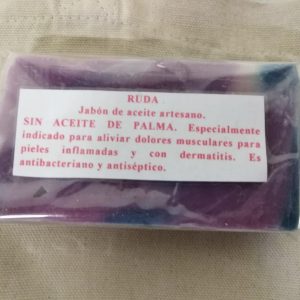 RUDA
Jabón de aceite artesano.
SIN ACEITE DE PALMA. Especialmente
indicado para aliviar dolores musculares para
pieles inflamadas y con dermatitis. Es
antibacteriano y antiséptico.